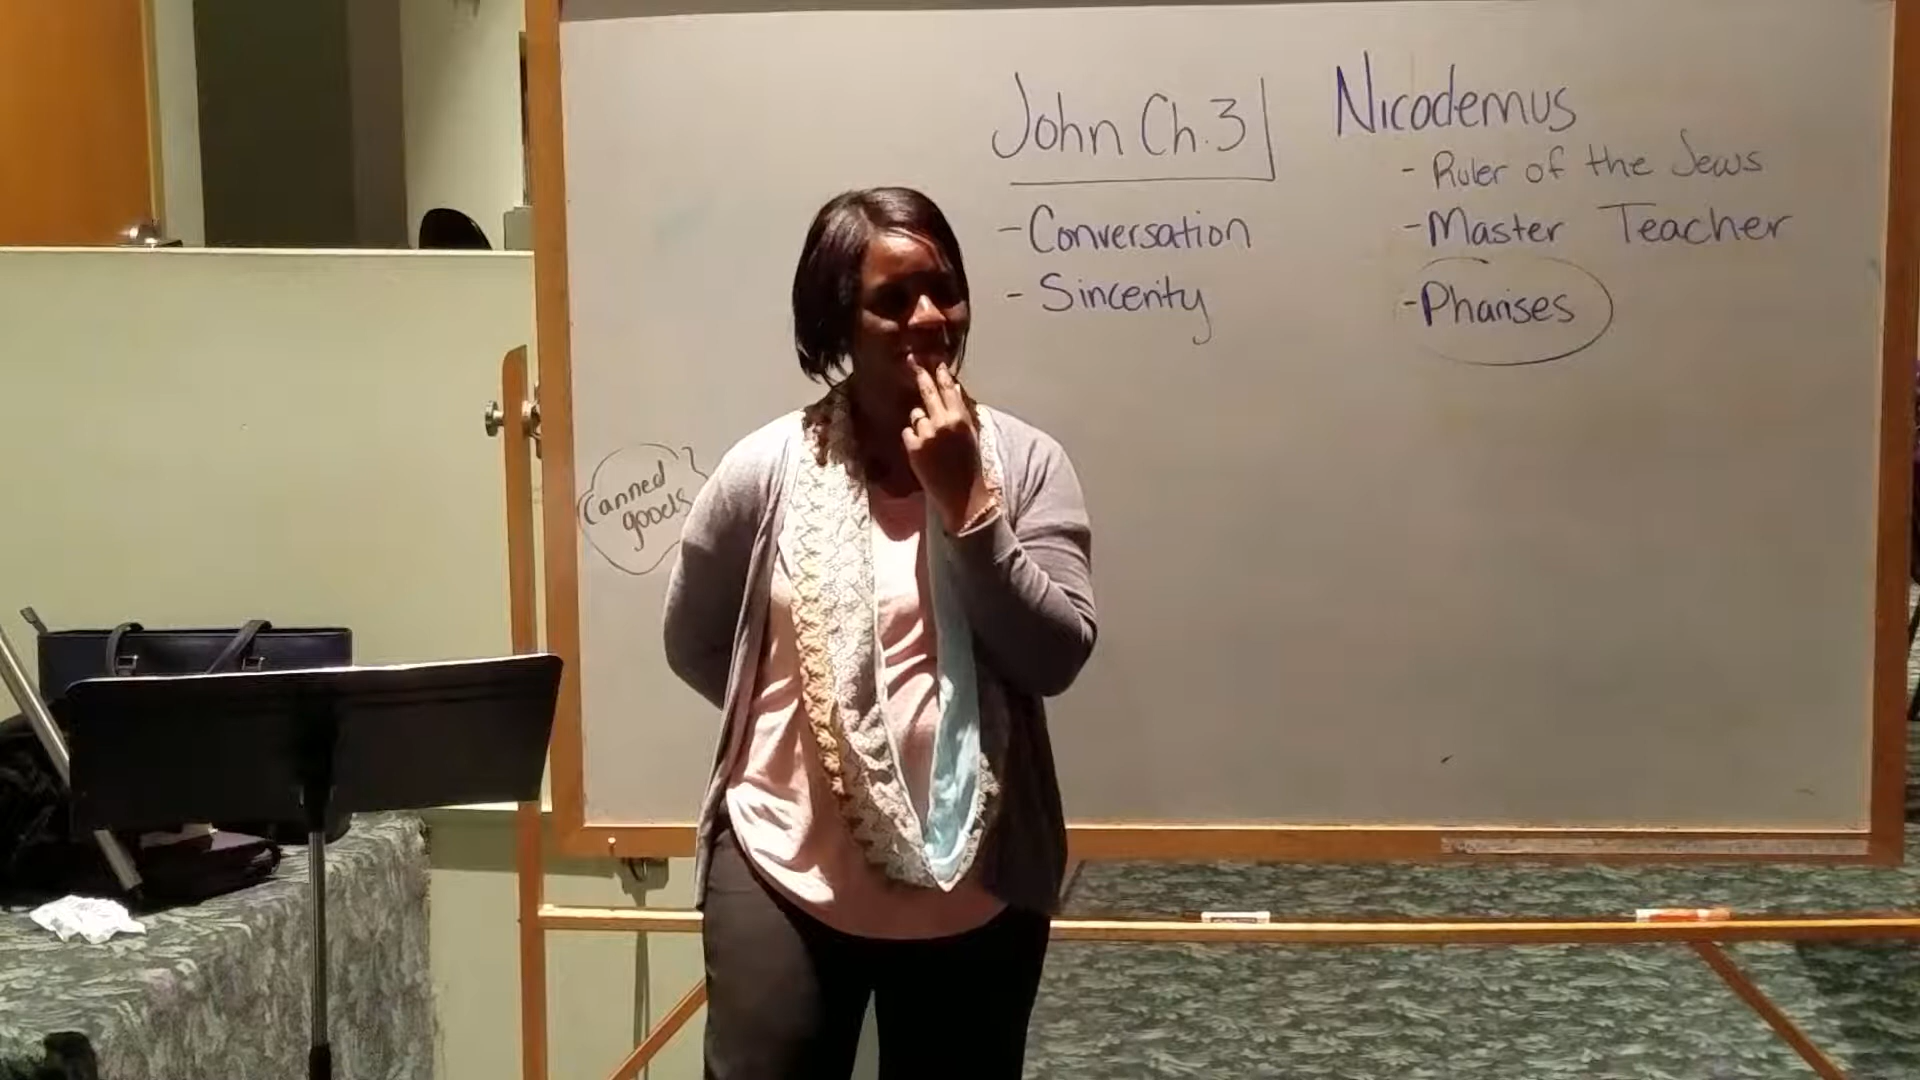 John Ch.3
- Conversation
- Sincerity
Nicodemus
- Ruler of the Jews
- Master Teacher
- Pharises
Canned
goods